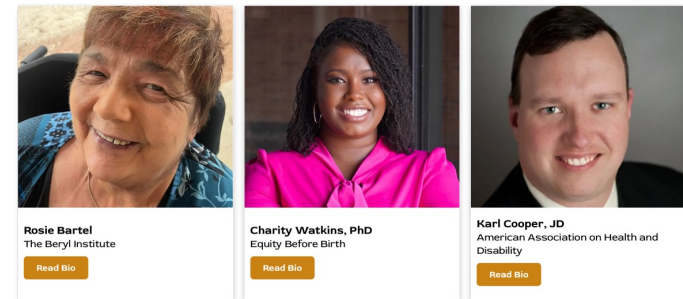 Rosie Bartel
The Beryl Institute
Read Bio
Charity Watkins, PhD
Equity Before Birth
Read Bio
Karl Cooper, JD
American Association on Health and
Disability
Read Bio